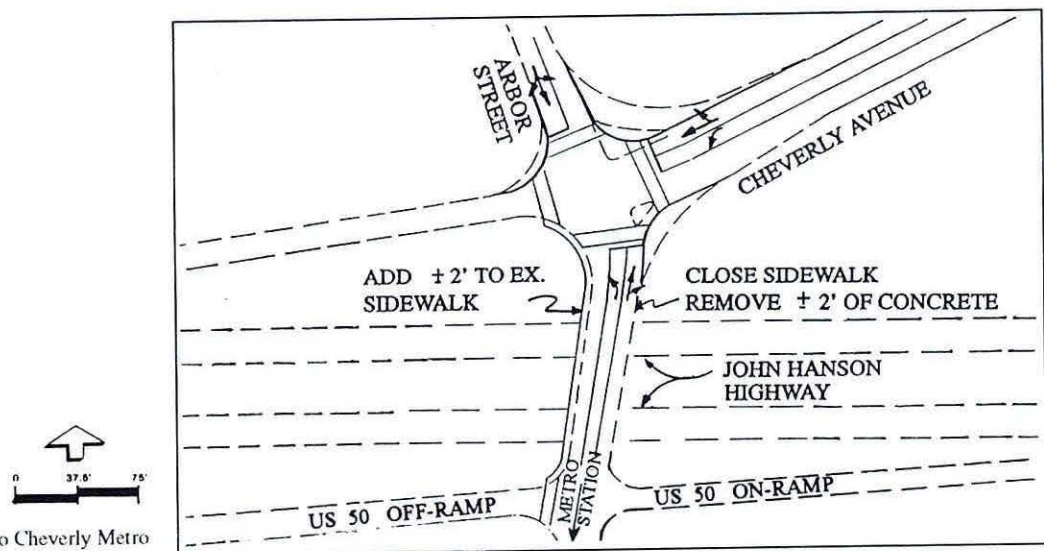 ARBOR
STREET
CHEVERLY AVENUE
ADD ± 2' TO EX.
SIDEWALK
CLOSE SIDEWALK
REMOVE ± 2' OF CONCRETE
JOHN HANSON
HIGHWAY
METRO
STATION
US 50 OFF-RAMP
US 50 ON-RAMP
0 37.5' 75'
o Cheverly Metro